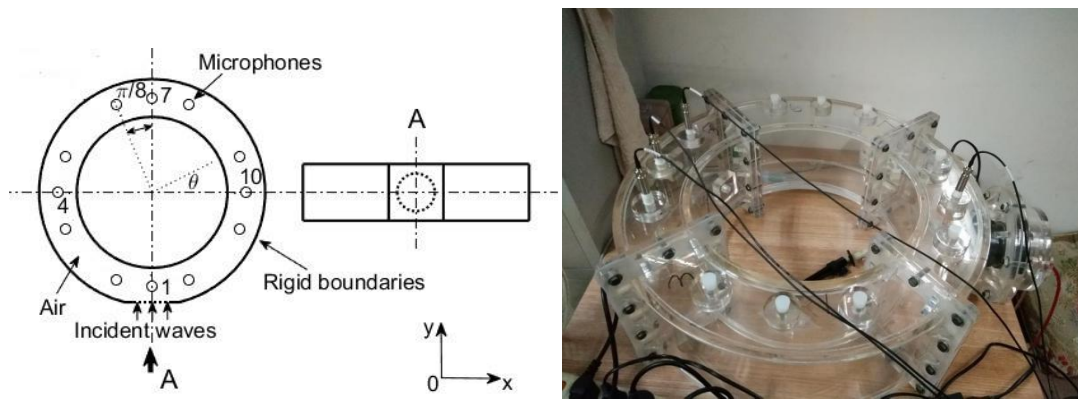 Microphones
π/8
7
A
θ
10
4
1
Rigid boundaries
Air
Incident waves
A
y
0
x